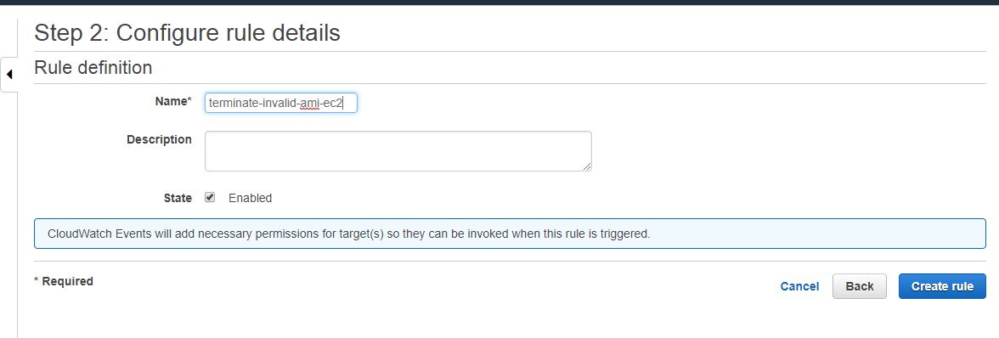 Step 2: Configure rule details
Rule definition
Name* terminate-invalid-ami-ec2
Description
State Enabled
CloudWatch Events will add necessary permissions for target(s) so they can be invoked when this rule is triggered.
* Required
Cancel Back Create rule